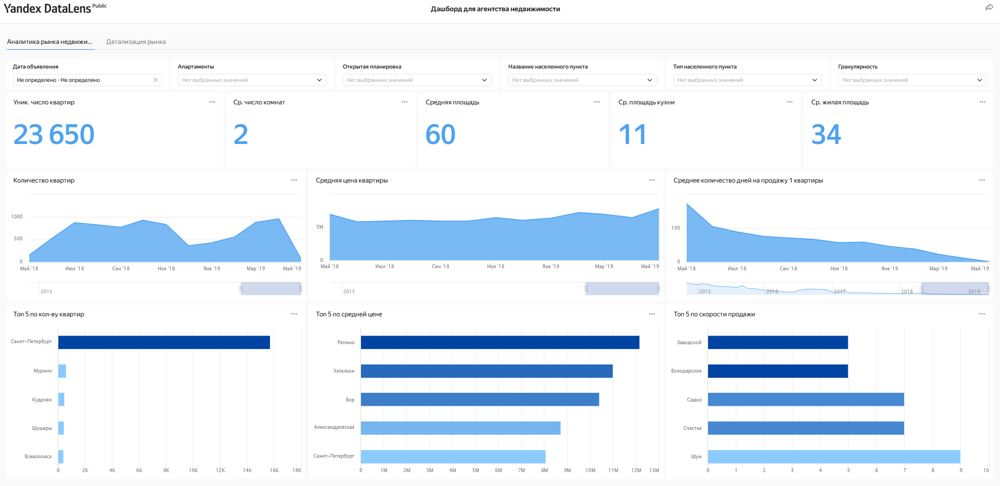 Yandex DataLens Public
Дашборд для агентства недвижимости
Аналитика рынка недвижи... Детализация рынка
Дата объявления Апартаменты Открытая планировка Название населенного пункта Тип населенного пункта Гранулярность
Не определено - Не определено Нет выбранных значений Нет выбранных значений Нет выбранных значений Нет выбранных значений Нет выбранных значений
Уник. число квартир Ср. число комнат Средняя площадь Ср. площадь кухни Ср. жилая площадь
23 650 2 60 11 34
Количество квартир
1000
500
0
Май '18 Июл '18 Сен '18 Ноя '18 Янв '19 Мар '19 Май '19
2015
Средняя цена квартиры
5M
0
Май '18 Июл '18 Сен '18 Ноя '18 Янв '19 Мар '19 Май '19
2015
Среднее количество дней на продажу 1 квартиры
100
0
Май '18 Июл '18 Сен '18 Ноя '18 Янв '19 Мар '19 Май '19
2015 2016 2017 2018 2019
Топ 5 по кол-ву квартир
Санкт-Петербург
Мурино
Кудрово
Шушары
Всеволожск
0 2K 4K 6K 8K 10K 12K 14K 16K 18K
Топ 5 по средней цене
Репино
Хязельки
Бор
Александровская
Санкт-Петербург
0 1M 2M 3M 4M 5M 6M 7M 8M 9M 10M 11M 12M 13M
Топ 5 по скорости продажи
Заводской
Володарское
Садко
Счастье
Шум
0 1 2 3 4 5 6 7 8 9 10